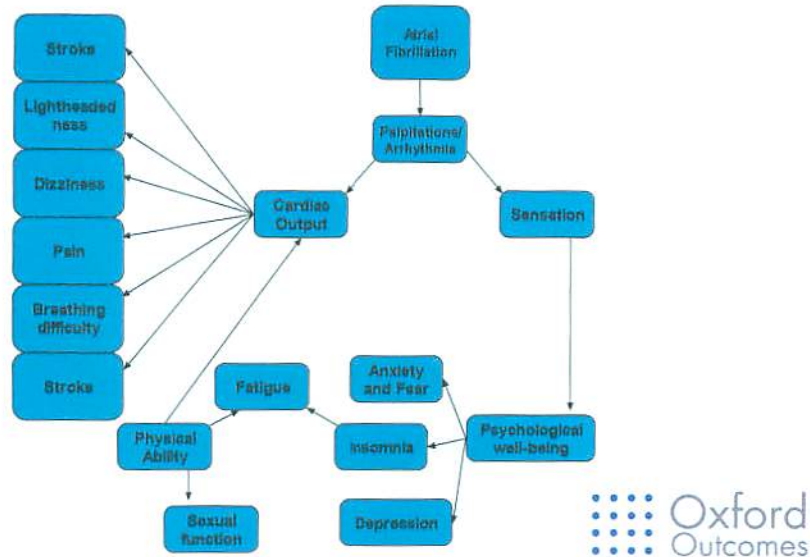 Stroke
Lightheaded
ness
Dizziness
Pain
Breathing
difficulty
Stroke
Atrial
Fibrillation
Palpitations/
Arrhythmia
Cardiac
Output
Sensation
Fatigue
Anxiety
and Fear
Physical
Ability
Insomnia
Psychological
well-being
Sexual
function
Depression
Oxford
Outcomes